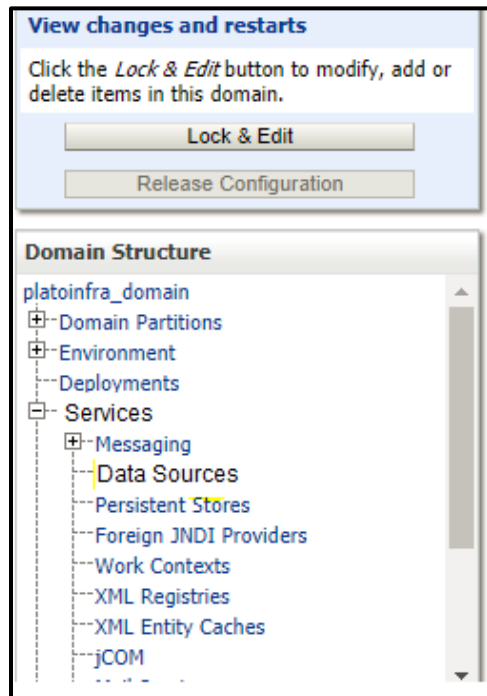 View changes and restarts
Click the Lock & Edit button to modify, add or
delete items in this domain.
Lock & Edit
Release Configuration
Domain Structure
platoinfra_domain
Domain Partitions
Environment
Deployments
Services
Messaging
Data Sources
Persistent Stores
Foreign JNDI Providers
Work Contexts
XML Registries
XML Entity Caches
jCOM